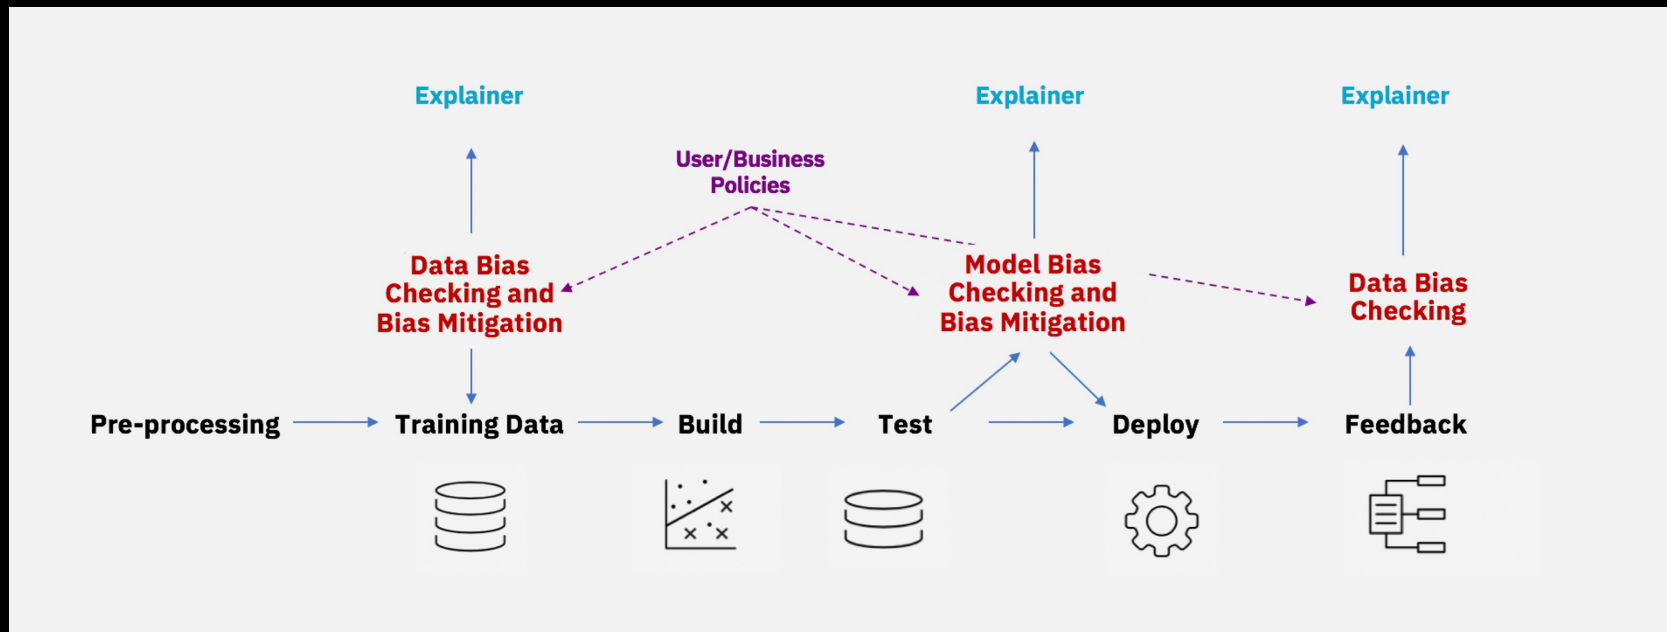 Explainer
Explainer
Explainer
User/Business
Policies
Data Bias
Checking and
Bias Mitigation
Model Bias
Checking and
Bias Mitigation
Data Bias
Checking
Pre-processing
Training Data
Build
Test
Deploy
Feedback